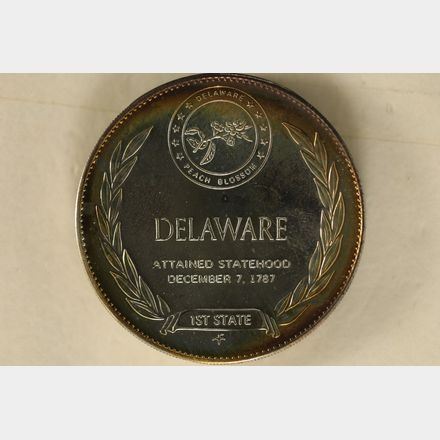 DELAWARE
PEACH BLOSSOM
DELAWARE
ATTAINED STATEHOOD
DECEMBER 7, 1787
1ST STATE